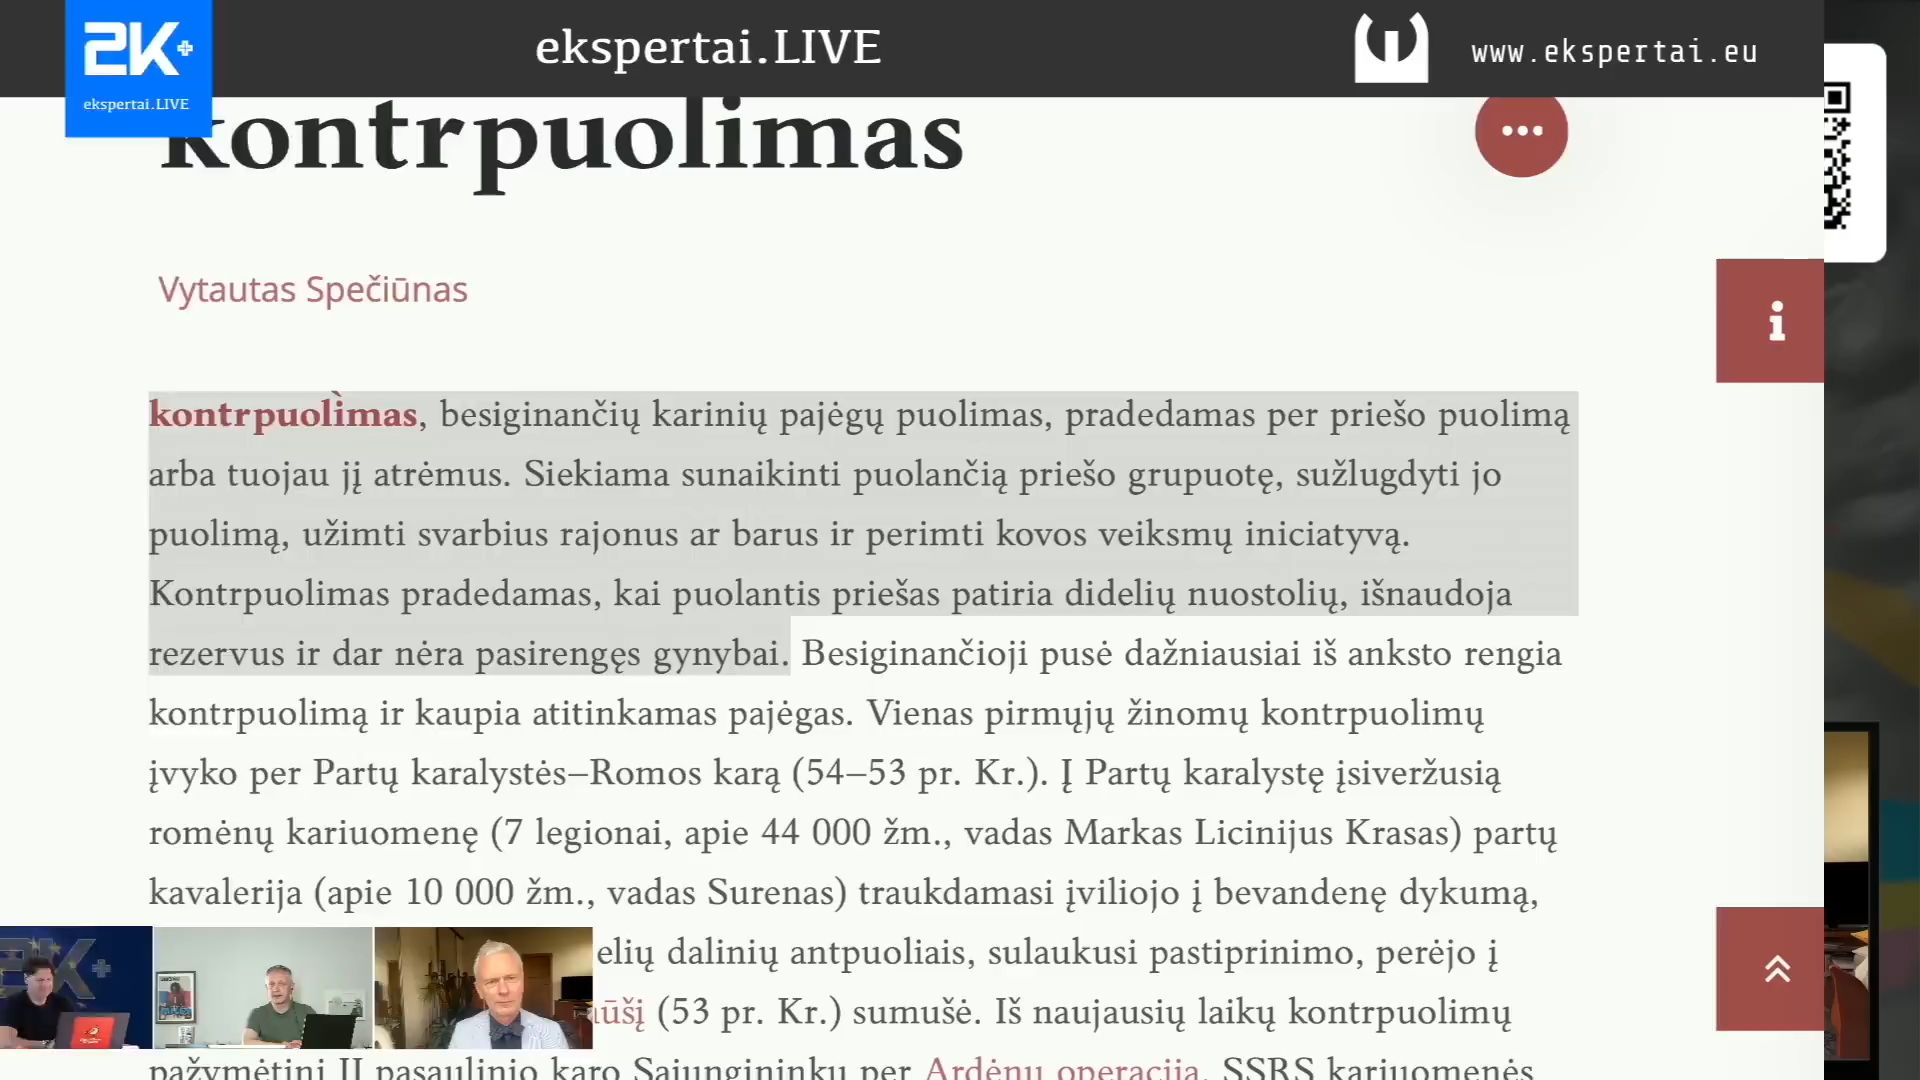 2K+
ekspertai.LIVE
ekspertai.LIVE
www.ekspertai.eu
kontrpuolimas
Vytautas Spečiūnas
kontrpuolìmas, besiginančių karinių pajėgų puolimas, pradedamas per priešo puolimą
arba tuojau jį atrėmus. Siekiama sunaikinti puolančią priešo grupuotę, sužlugdyti jo
puolimą, užimti svarbius rajonus ar barus ir perimti kovos veiksmų iniciatyvą.
Kontrpuolimas pradedamas, kai puolantis priešas patiria didelių nuostolių, išnaudoja
rezervus ir dar nėra pasirengęs gynybai. Besiginančioji pusė dažniausiai iš anksto rengia
kontrpuolimą ir kaupia atitinkamas pajėgas. Vienas pirmųjų žinomų kontrpuolimų
įvyko per Partų karalystės–Romos karą (54–53 pr. Kr.). Į Partų karalystę įsiveržusią
romėnų kariuomenę (7 legionai, apie 44 000 žm., vadas Markas Licinijus Krasas) partų
kavalerija (apie 10 000 žm., vadas Surenas) traukdamasi įviliojo į bevandenę dykumą,
elių dalinių antpuoliais, sulaukusi pastiprinimo, perėjo į
ūšį (53 pr. Kr.) sumušė. Iš naujausių laikų kontrpuolimų
pažymėtini II pasaulinio karo Sąjungininkų per Ardėnų operaciją, SSRS kariuomenės